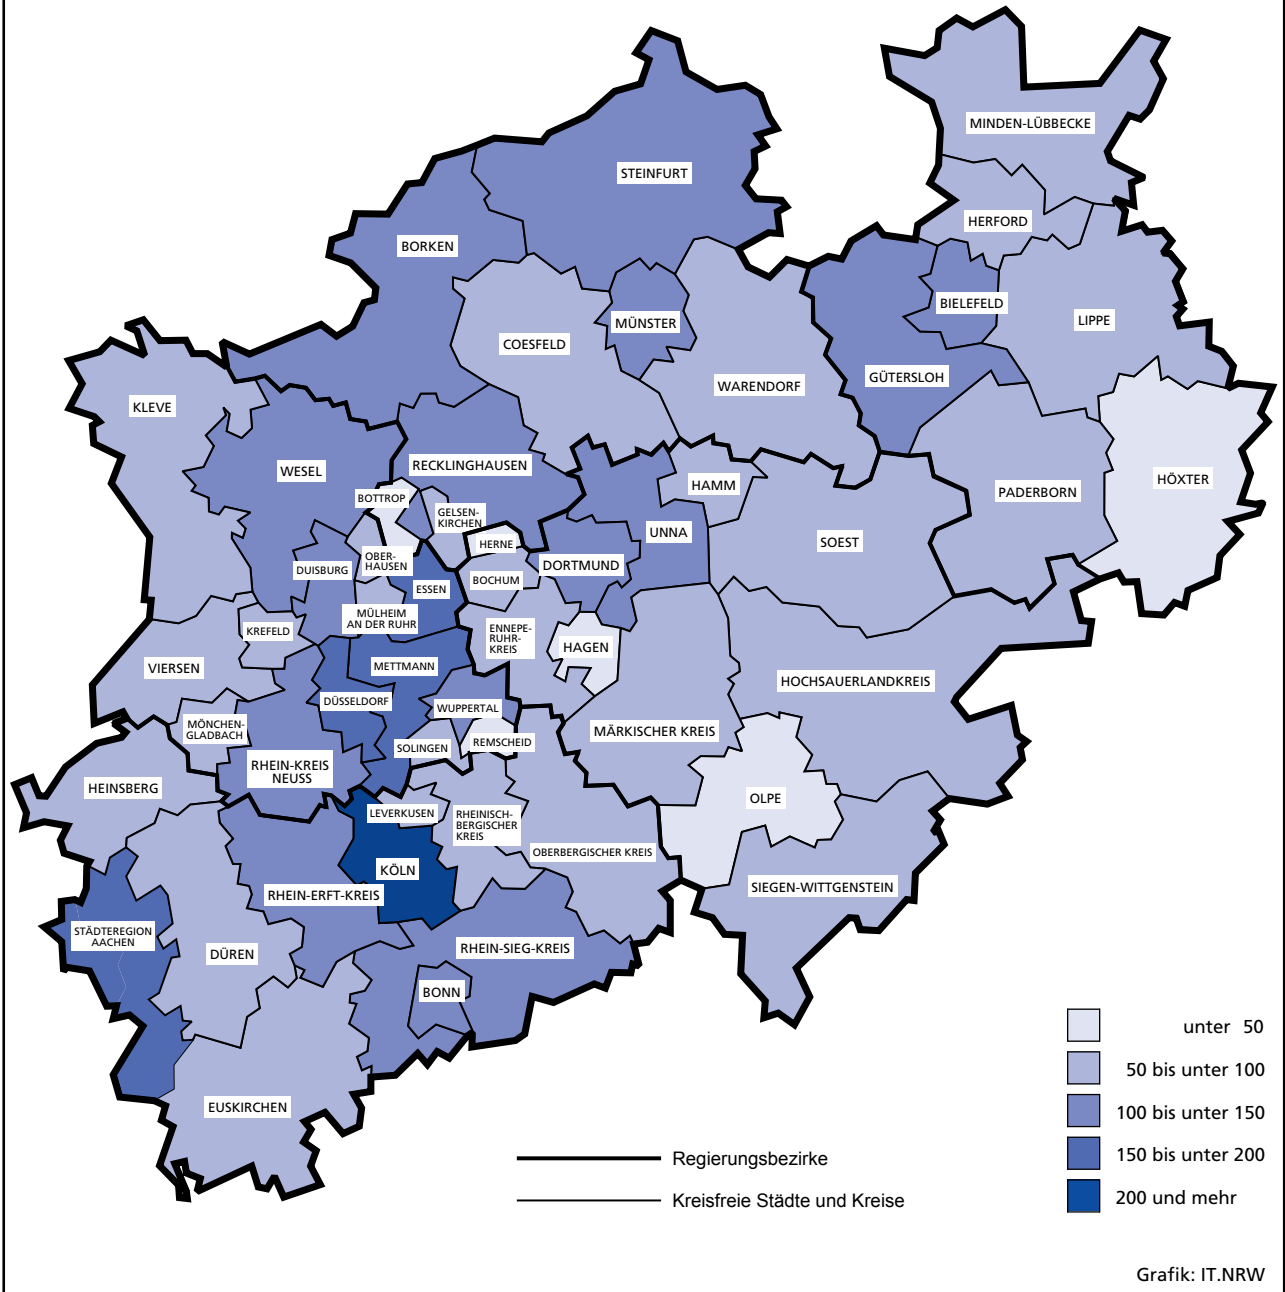 MINDEN-LÜBBECKE
STEINFURT
HERFORD
BORKEN
BIELEFELD
MÜNSTER
LIPPE
COESFELD
GÜTERSLOH
WARENDORF
KLEVE
RECKLINGHAUSEN
WESEL
HÖXTER
HAMM
PADERBORN
BOTTROP
GELSEN-
KIRCHEN
UNNA
SOEST
HERNE
OBER-
HAUSEN
DORTMUND
DUISBURG
BOCHUM
ESSEN
MÜLHEIM
AN DER RUHR
KREFELD
ENNEPE-
RUHR-
KREIS
HAGEN
VIERSEN
METTMANN
HOCHSAUERLANDKREIS
DÜSSELDORF
WUPPERTAL
MÖNCHEN-
GLADBACH
MÄRKISCHER KREIS
REMSCHEID
SOLINGEN
RHEIN-KREIS
NEUSS
HEINSBERG
OLPE
LEVERKUSEN
RHEINISCH-
BERGISCHER
KREIS
OBERBERGISCHER KREIS
KÖLN
SIEGEN-WITTGENSTEIN
RHEIN-ERFT-KREIS
STÄDTEREGION
AACHEN
DÜREN
RHEIN-SIEG-KREIS
BONN
EUSKIRCHEN
unter 50
50 bis unter 100
100 bis unter 150
150 bis unter 200
200 und mehr
Regierungsbezirke
Kreisfreie Städte und Kreise
Grafik: IT.NRW